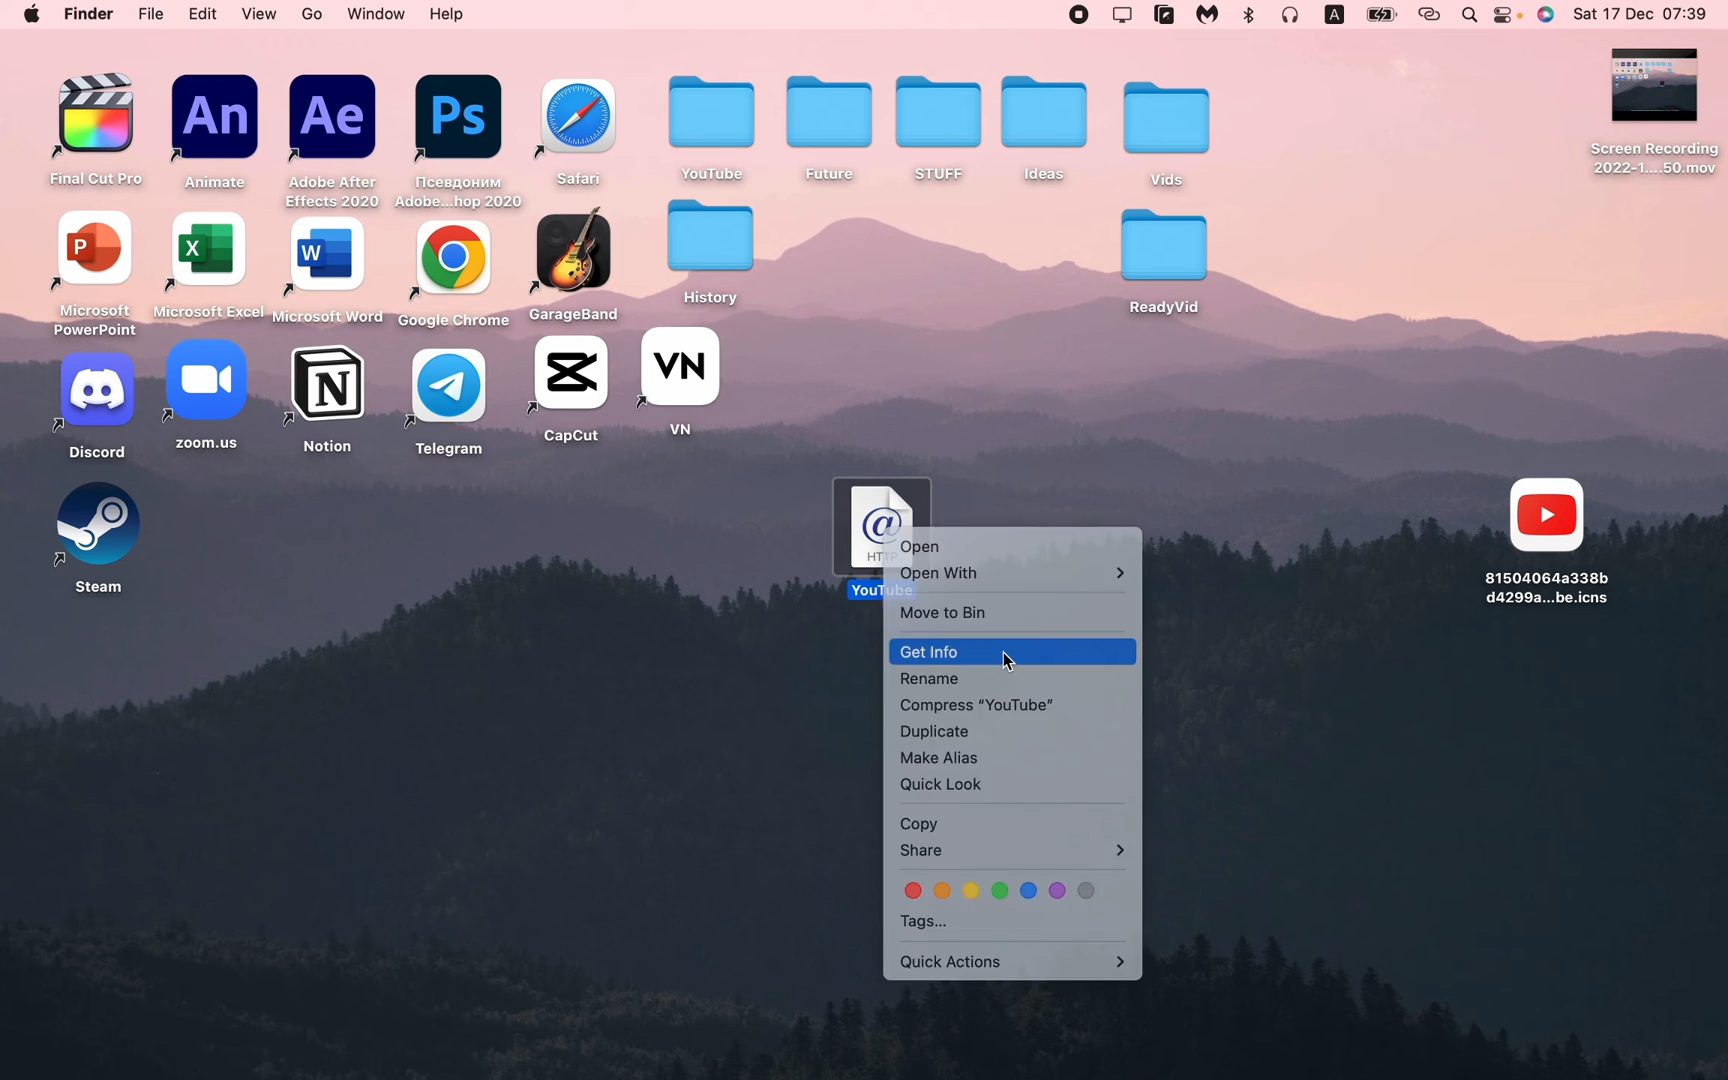 Finder File Edit View Go Window Help
A
Sat 17 Dec 07:39
An
Ae
Ps
Final Cut Pro
Animate
Adobe After
Effects 2020
Псевдоним
Adobe...hop 2020
Safari
YouTube
Future
STUFF
Ideas
Vids
Screen Recording
2022-1....50.mov
P
X
W
Microsoft
PowerPoint
Microsoft Excel
Microsoft Word
Google Chrome
GarageBand
History
ReadyVid
N
VN
Discord
zoom.us
Notion
Telegram
CapCut
VN
@
HTTP
YouTube
Steam
81504064a338b
d4299a...be.icns
Open
Open With
Move to Bin
Get Info
Rename
Compress “YouTube”
Duplicate
Make Alias
Quick Look
Copy
Share
Tags...
Quick Actions